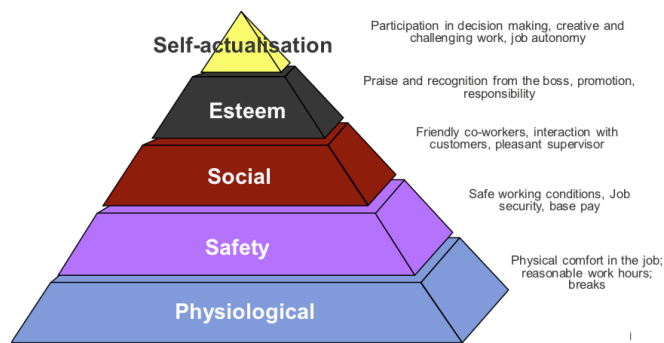 Self-actualisation
Participation in decision making, creative and
challenging work, job autonomy
Esteem
Praise and recognition from the boss, promotion,
responsibility
Social
Friendly co-workers, interaction with
customers, pleasant supervisor
Safety
Safe working conditions, Job
security, base pay
Physiological
Physical comfort in the job;
reasonable work hours;
breaks